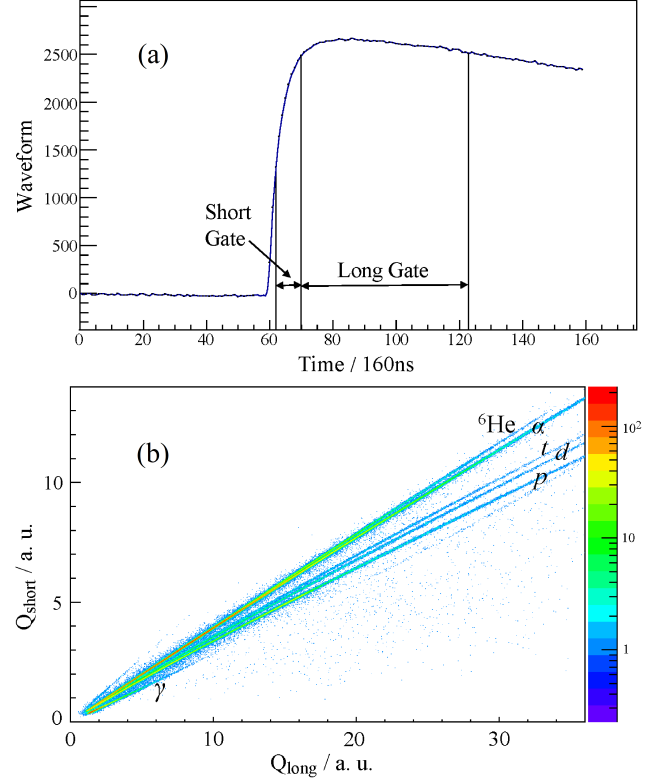 (a)
2500
2000
1500
1000
500
0
Waveform
Short
Gate
Long Gate
0 20 40 60 80 100 120 140 160
Time / 160ns
(b)
⁶He α
t d
p
γ
10
5
0
Q_short / a. u.
0 10 20 30
Q_long / a. u.
10²
10
1